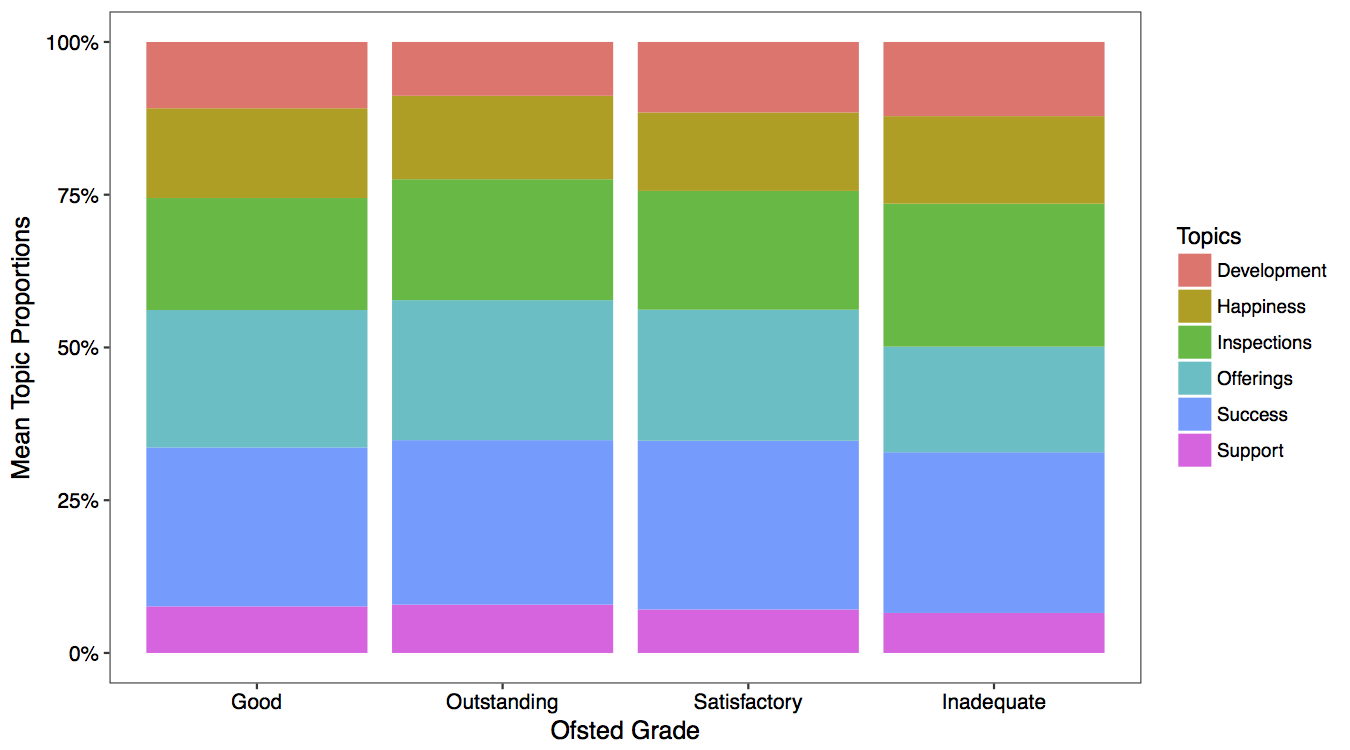 Mean Topic Proportions
100%
75%
50%
25%
0%
Good
Outstanding
Satisfactory
Inadequate
Ofsted Grade
Topics
Development
Happiness
Inspections
Offerings
Success
Support